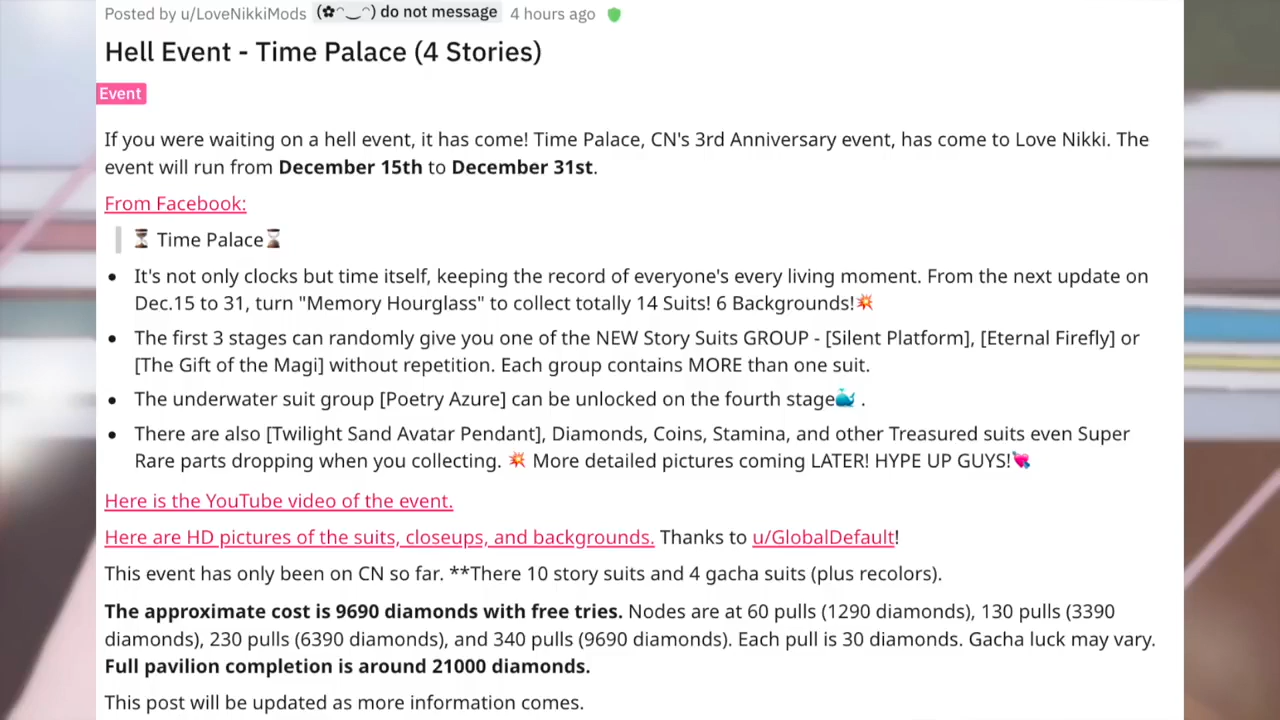 Posted by u/LoveNikkiMods (✿◠‿◠) do not message 4 hours ago
Hell Event - Time Palace (4 Stories)
Event
If you were waiting on a hell event, it has come! Time Palace, CN's 3rd Anniversary event, has come to Love Nikki. The
event will run from December 15th to December 31st.
From Facebook:
⏳ Time Palace⏳
• It's not only clocks but time itself, keeping the record of everyone's every living moment. From the next update on
Dec.15 to 31, turn "Memory Hourglass" to collect totally 14 Suits! 6 Backgrounds!💥
• The first 3 stages can randomly give you one of the NEW Story Suits GROUP - [Silent Platform], [Eternal Firefly] or
[The Gift of the Magi] without repetition. Each group contains MORE than one suit.
• The underwater suit group [Poetry Azure] can be unlocked on the fourth stage🐳 .
• There are also [Twilight Sand Avatar Pendant], Diamonds, Coins, Stamina, and other Treasured suits even Super
Rare parts dropping when you collecting. 💥 More detailed pictures coming LATER! HYPE UP GUYS!💘
Here is the YouTube video of the event.
Here are HD pictures of the suits, closeups, and backgrounds. Thanks to u/GlobalDefault!
This event has only been on CN so far. **There 10 story suits and 4 gacha suits (plus recolors).
The approximate cost is 9690 diamonds with free tries. Nodes are at 60 pulls (1290 diamonds), 130 pulls (3390
diamonds), 230 pulls (6390 diamonds), and 340 pulls (9690 diamonds). Each pull is 30 diamonds. Gacha luck may vary.
Full pavilion completion is around 21000 diamonds.
This post will be updated as more information comes.